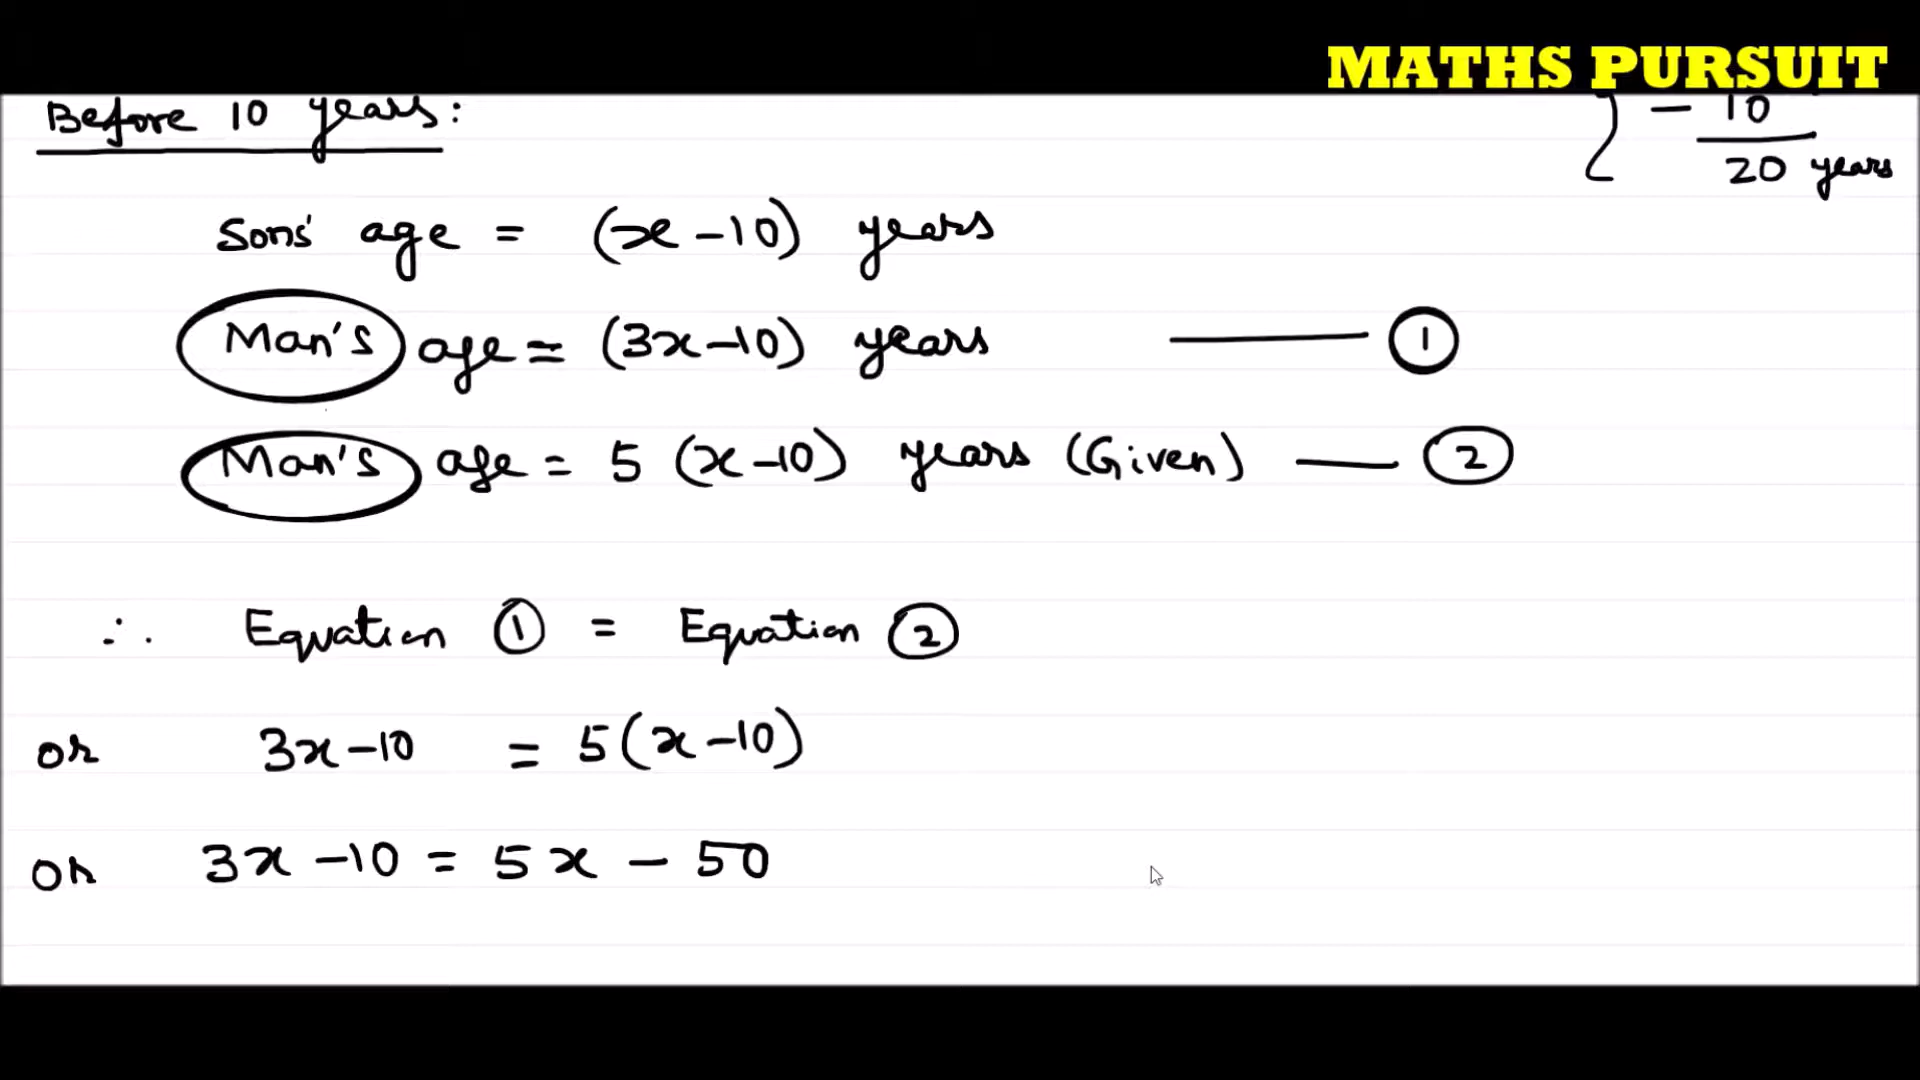 MATHS PURSUIT
Before 10 years:
- 10
20 years
Sons' age = (x-10) years
Man's age = (3x-10) years —— 1
Man's age = 5 (x-10) years (Given) — 2
∴ Equation 1 = Equation 2
or 3x-10 = 5(x-10)
or 3x-10 = 5x - 50